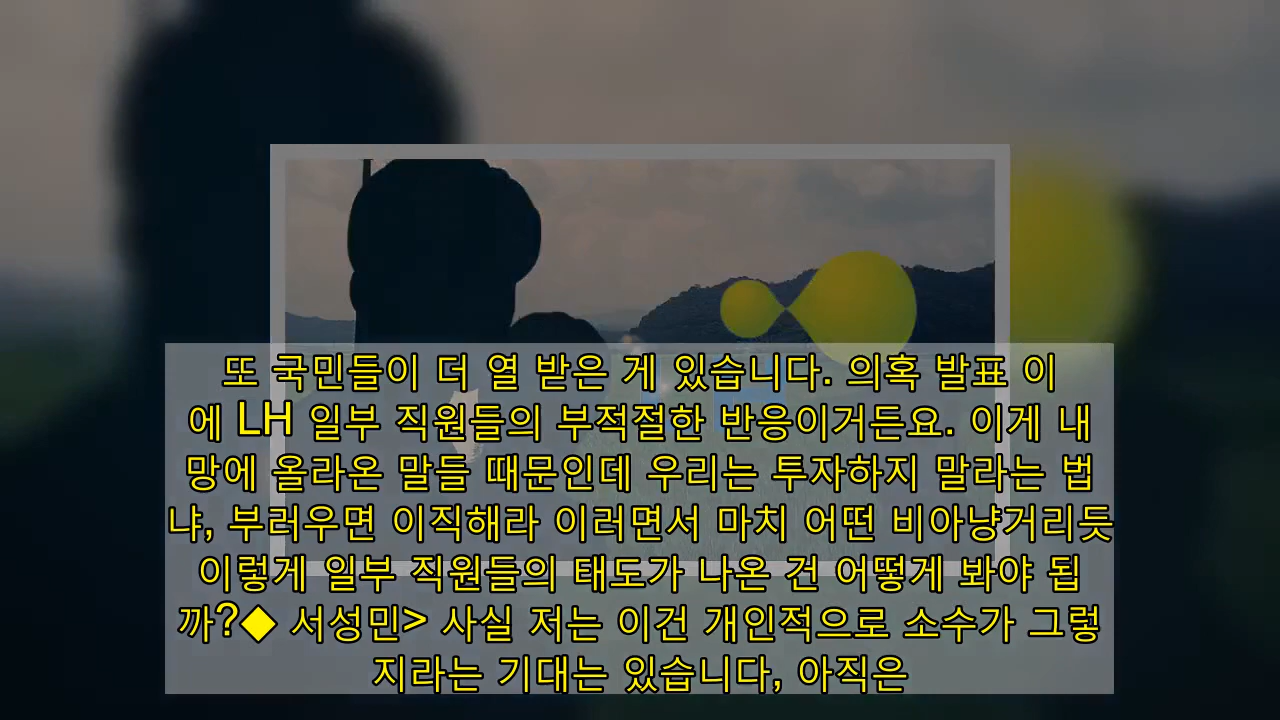 또 국민들이 더 열 받은 게 있습니다. 의혹 발표 이
에 LH 일부 직원들의 부적절한 반응이거든요. 이게 내
망에 올라온 말들 때문인데 우리는 투자하지 말라는 법
냐, 부러우면 이직해라 이러면서 마치 어떤 비아냥거리듯
이렇게 일부 직원들의 태도가 나온 건 어떻게 봐야 됩
까?◆ 서성민> 사실 저는 이건 개인적으로 소수가 그렇
지라는 기대는 있습니다, 아직은